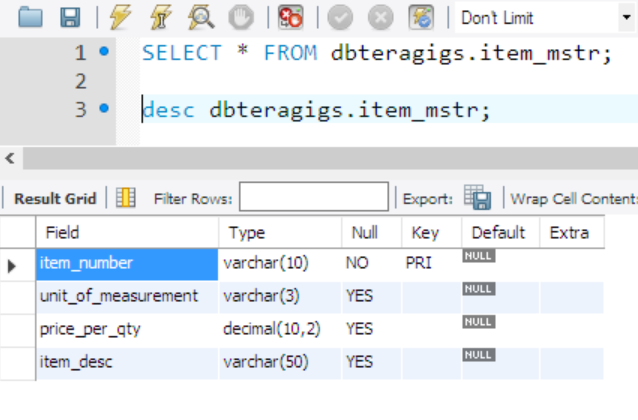 Don't Limit
1 SELECT * FROM dbteragigs.item_mstr;
2
3 desc dbteragigs.item_mstr;
Result Grid Filter Rows: Export: Wrap Cell Content:
Field Type Null Key Default Extra
item_number varchar(10) NO PRI NULL
unit_of_measurement varchar(3) YES NULL
price_per_qty decimal(10,2) YES NULL
item_desc varchar(50) YES NULL